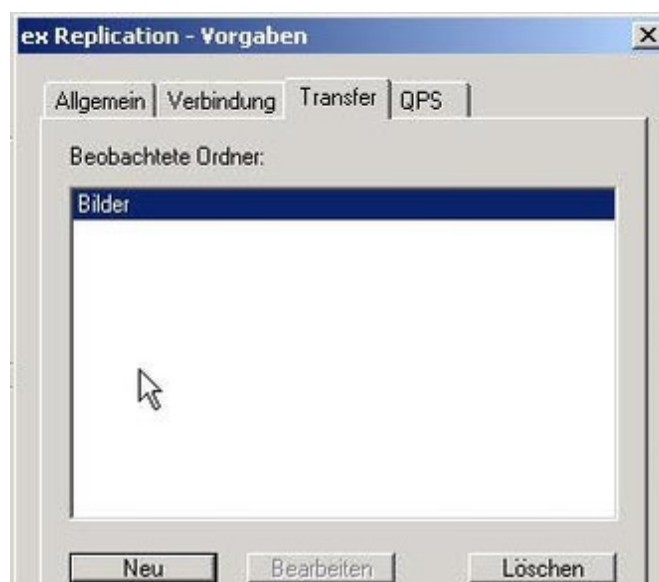 ex Replication - Vorgaben
Allgemein Verbindung Transfer QPS
Beobachtete Ordner:
Bilder
Neu Bearbeiten Löschen